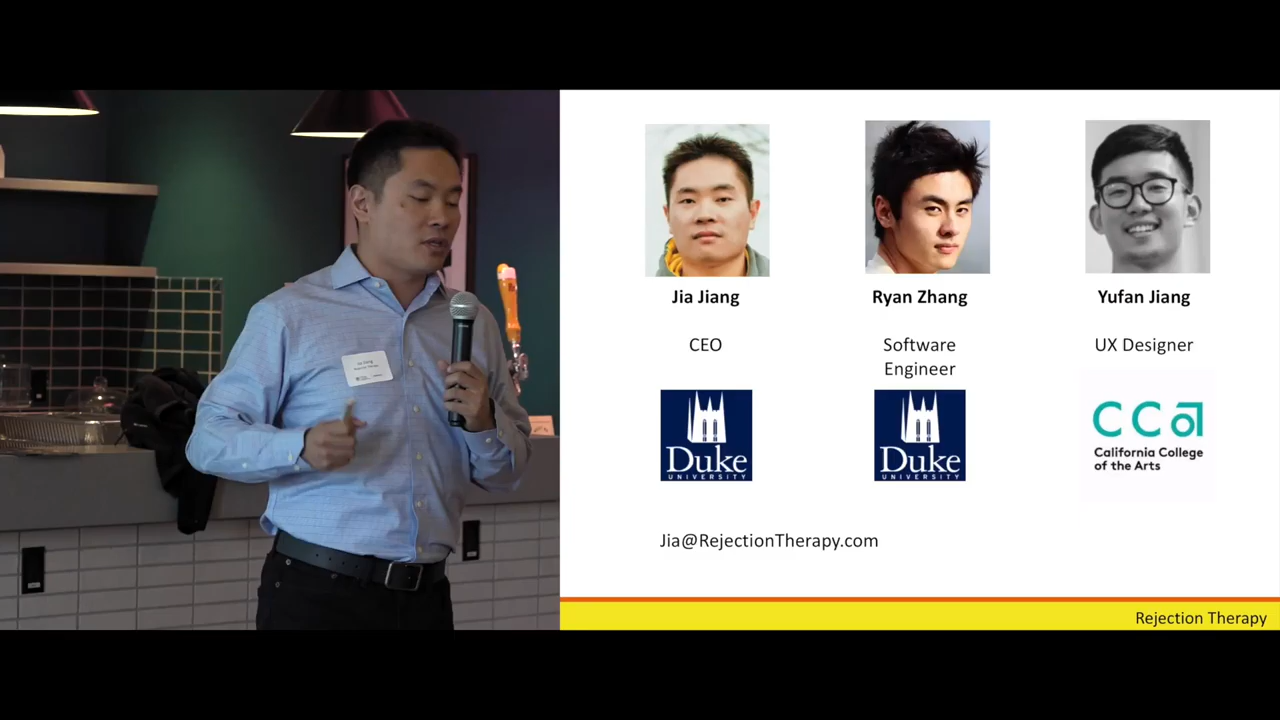 Jia Jiang
Ryan Zhang
Yufan Jiang
CEO
Software
Engineer
UX Designer
Duke
UNIVERSITY
Duke
UNIVERSITY
CCa
California College
of the Arts
Jia@RejectionTherapy.com
Rejection Therapy